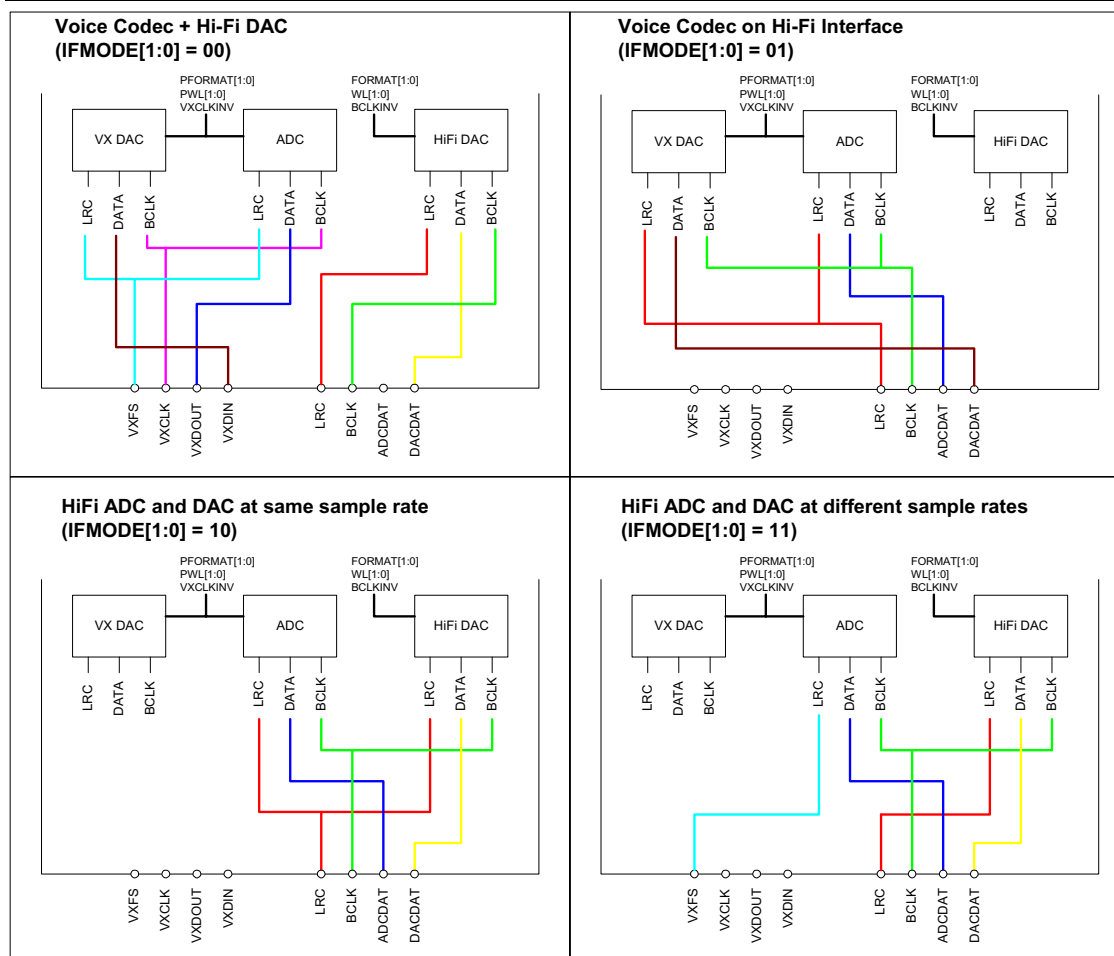 Voice Codec + Hi-Fi DAC
(IFMODE[1:0] = 00)
PFORMAT[1:0]
PWL[1:0]
VXCLKINV
FORMAT[1:0]
WL[1:0]
BCLKINV
VX DAC
ADC
HiFi DAC
LRC
DATA
BCLK
LRC
DATA
BCLK
LRC
DATA
BCLK
VXFS
VXCLK
VXDOUT
VXDIN
LRC
BCLK
ADCDAT
DACDAT
Voice Codec on Hi-Fi Interface
(IFMODE[1:0] = 01)
PFORMAT[1:0]
PWL[1:0]
VXCLKINV
FORMAT[1:0]
WL[1:0]
BCLKINV
VX DAC
ADC
HiFi DAC
LRC
DATA
BCLK
LRC
DATA
BCLK
LRC
DATA
BCLK
VXFS
VXCLK
VXDOUT
VXDIN
LRC
BCLK
ADCDAT
DACDAT
HiFi ADC and DAC at same sample rate
(IFMODE[1:0] = 10)
PFORMAT[1:0]
PWL[1:0]
VXCLKINV
FORMAT[1:0]
WL[1:0]
BCLKINV
VX DAC
ADC
HiFi DAC
LRC
DATA
BCLK
LRC
DATA
BCLK
LRC
DATA
BCLK
VXFS
VXCLK
VXDOUT
VXDIN
LRC
BCLK
ADCDAT
DACDAT
HiFi ADC and DAC at different sample rates
(IFMODE[1:0] = 11)
PFORMAT[1:0]
PWL[1:0]
VXCLKINV
FORMAT[1:0]
WL[1:0]
BCLKINV
VX DAC
ADC
HiFi DAC
LRC
DATA
BCLK
LRC
DATA
BCLK
LRC
DATA
BCLK
VXFS
VXCLK
VXDOUT
VXDIN
LRC
BCLK
ADCDAT
DACDAT